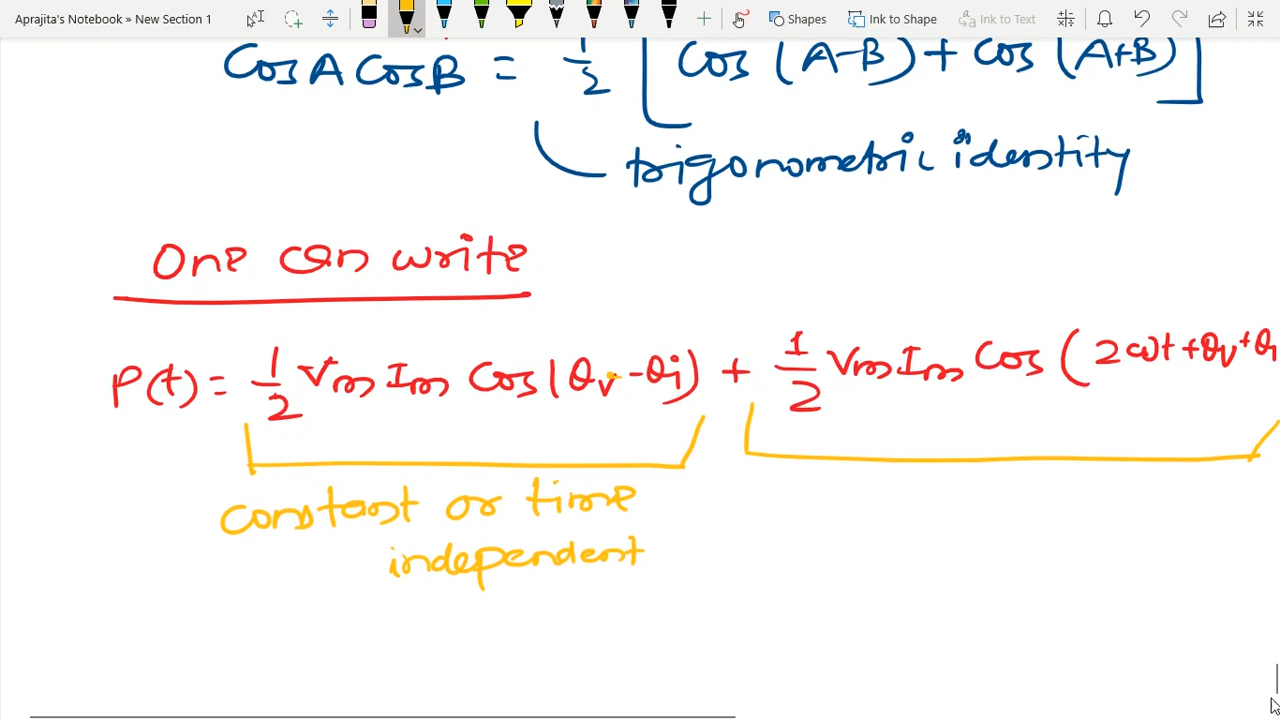 Aprajita's Notebook » New Section 1
Shapes
Ink to Shape
Ink to Text
CosA CosB = 1/2 [Cos (A-B) + Cos (A+B)]
trigonometric identity
One can write
P(t) = 1/2 Vm Im Cos(θv - θi) + 1/2 Vm Im Cos (2ωt + θv + θi
constant or time
independent